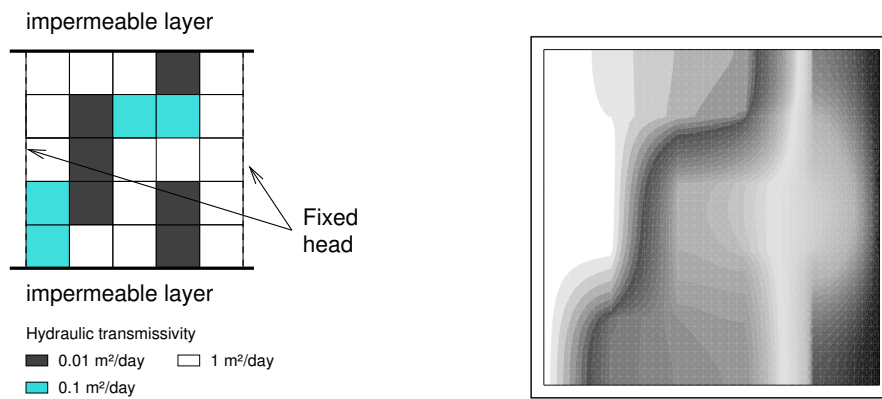 impermeable layer
Fixed
head
impermeable layer
Hydraulic transmissivity
0.01 m²/day
1 m²/day
0.1 m²/day